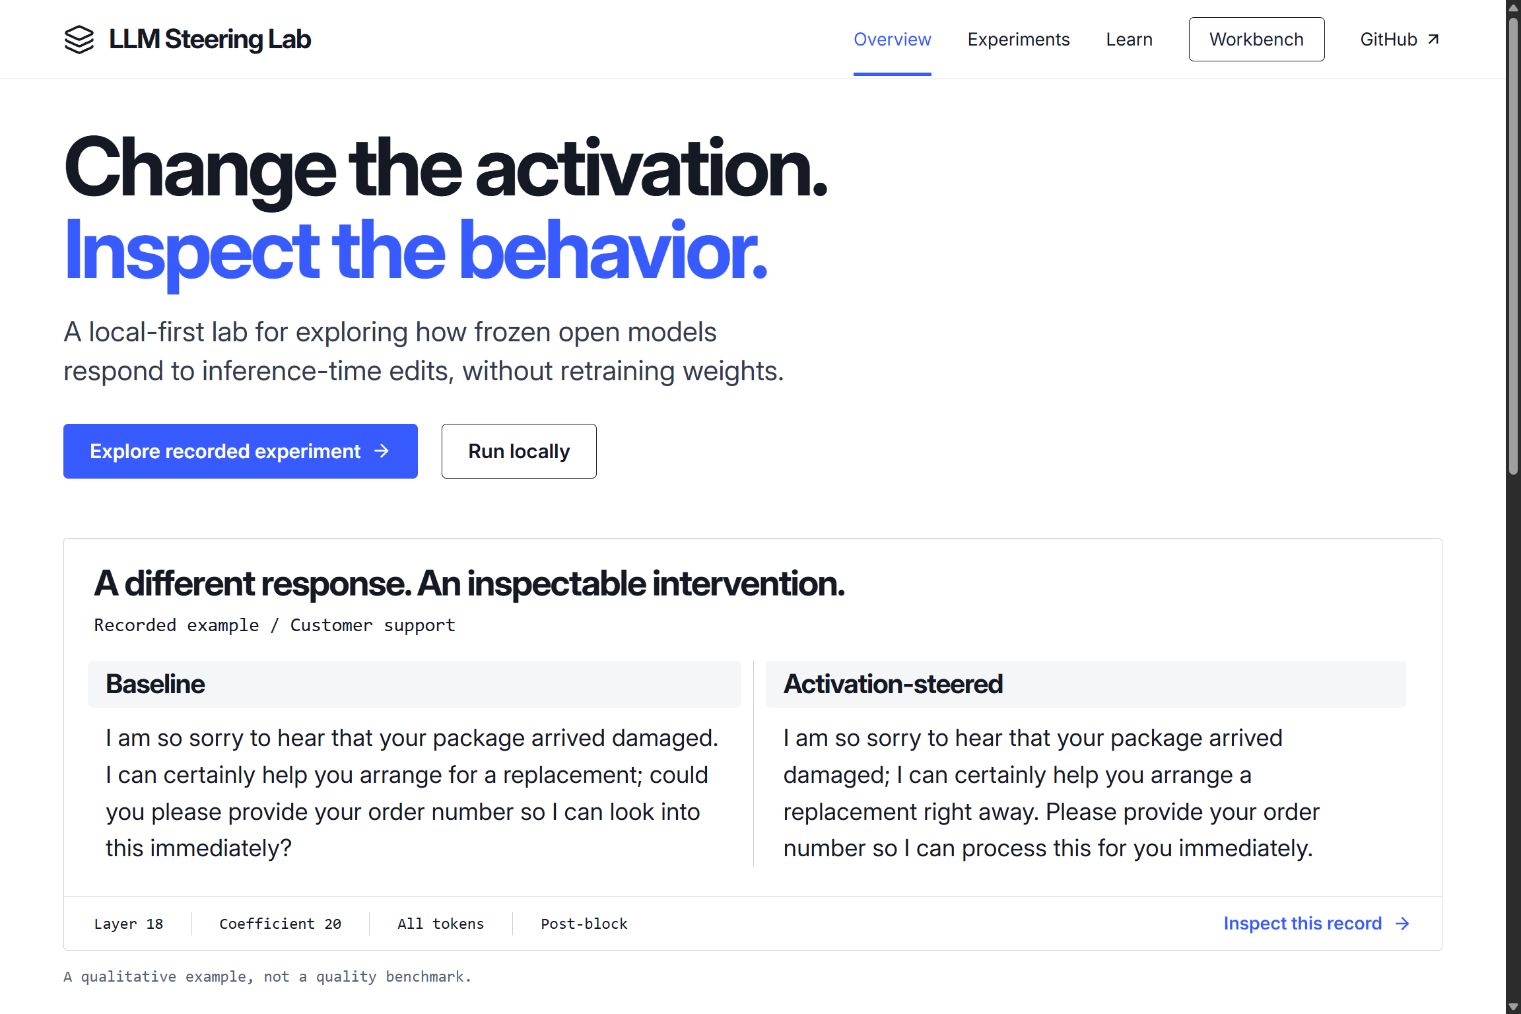 LLM Steering Lab
Overview
Experiments
Learn
Workbench
GitHub
Change the activation.
Inspect the behavior.
A local-first lab for exploring how frozen open models
respond to inference-time edits, without retraining weights.
Explore recorded experiment
Run locally
A different response. An inspectable intervention.
Recorded example / Customer support
Baseline
I am so sorry to hear that your package arrived damaged.
I can certainly help you arrange for a replacement; could
you please provide your order number so I can look into
this immediately?
Activation-steered
I am so sorry to hear that your package arrived
damaged; I can certainly help you arrange a
replacement right away. Please provide your order
number so I can process this for you immediately.
Layer 18
Coefficient 20
All tokens
Post-block
Inspect this record
A qualitative example, not a quality benchmark.